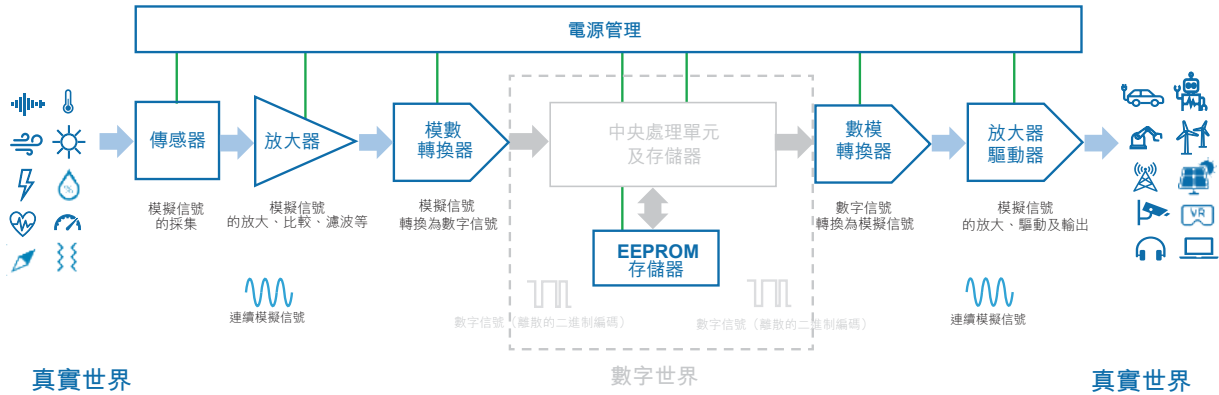 電源管理
傳感器
放大器
模數
轉換器
中央處理單元
及存儲器
數模
轉換器
放大器
驅動器
模擬信號
的採集
模擬信號
的放大、比較、濾波等
模擬信號
轉換為數字信號
EEPROM
存儲器
數字信號
轉換為模擬信號
模擬信號
的放大、驅動及輸出
VR
%
連續模擬信號
數字信號（離散的二進制編碼）
數字信號（離散的二進制編碼）
連續模擬信號
真實世界
數字世界
真實世界